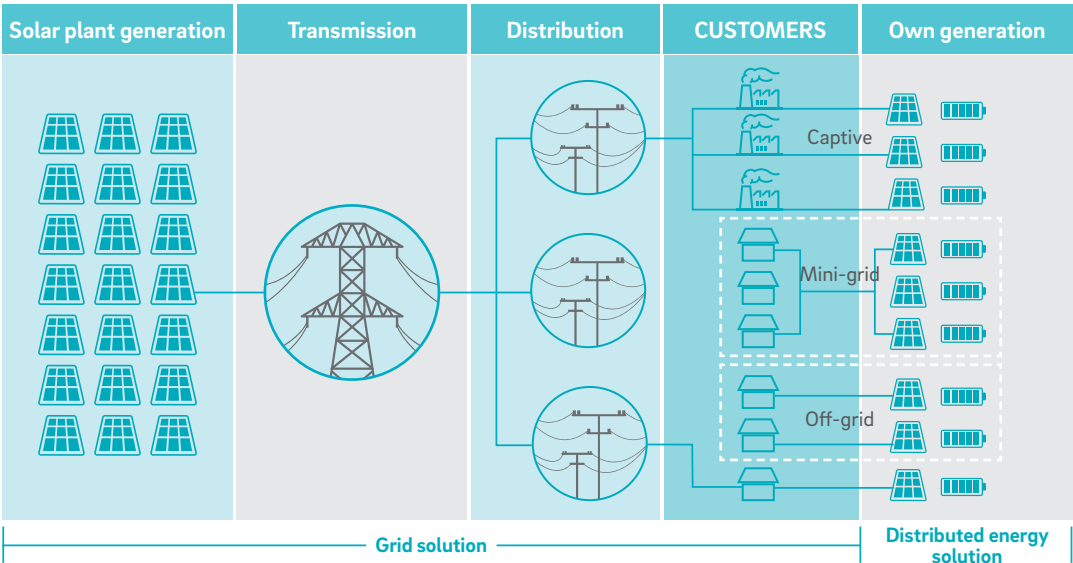 Solar plant generation
Transmission
Distribution
CUSTOMERS
Own generation
Captive
Mini-grid
Off-grid
Grid solution
Distributed energy
solution